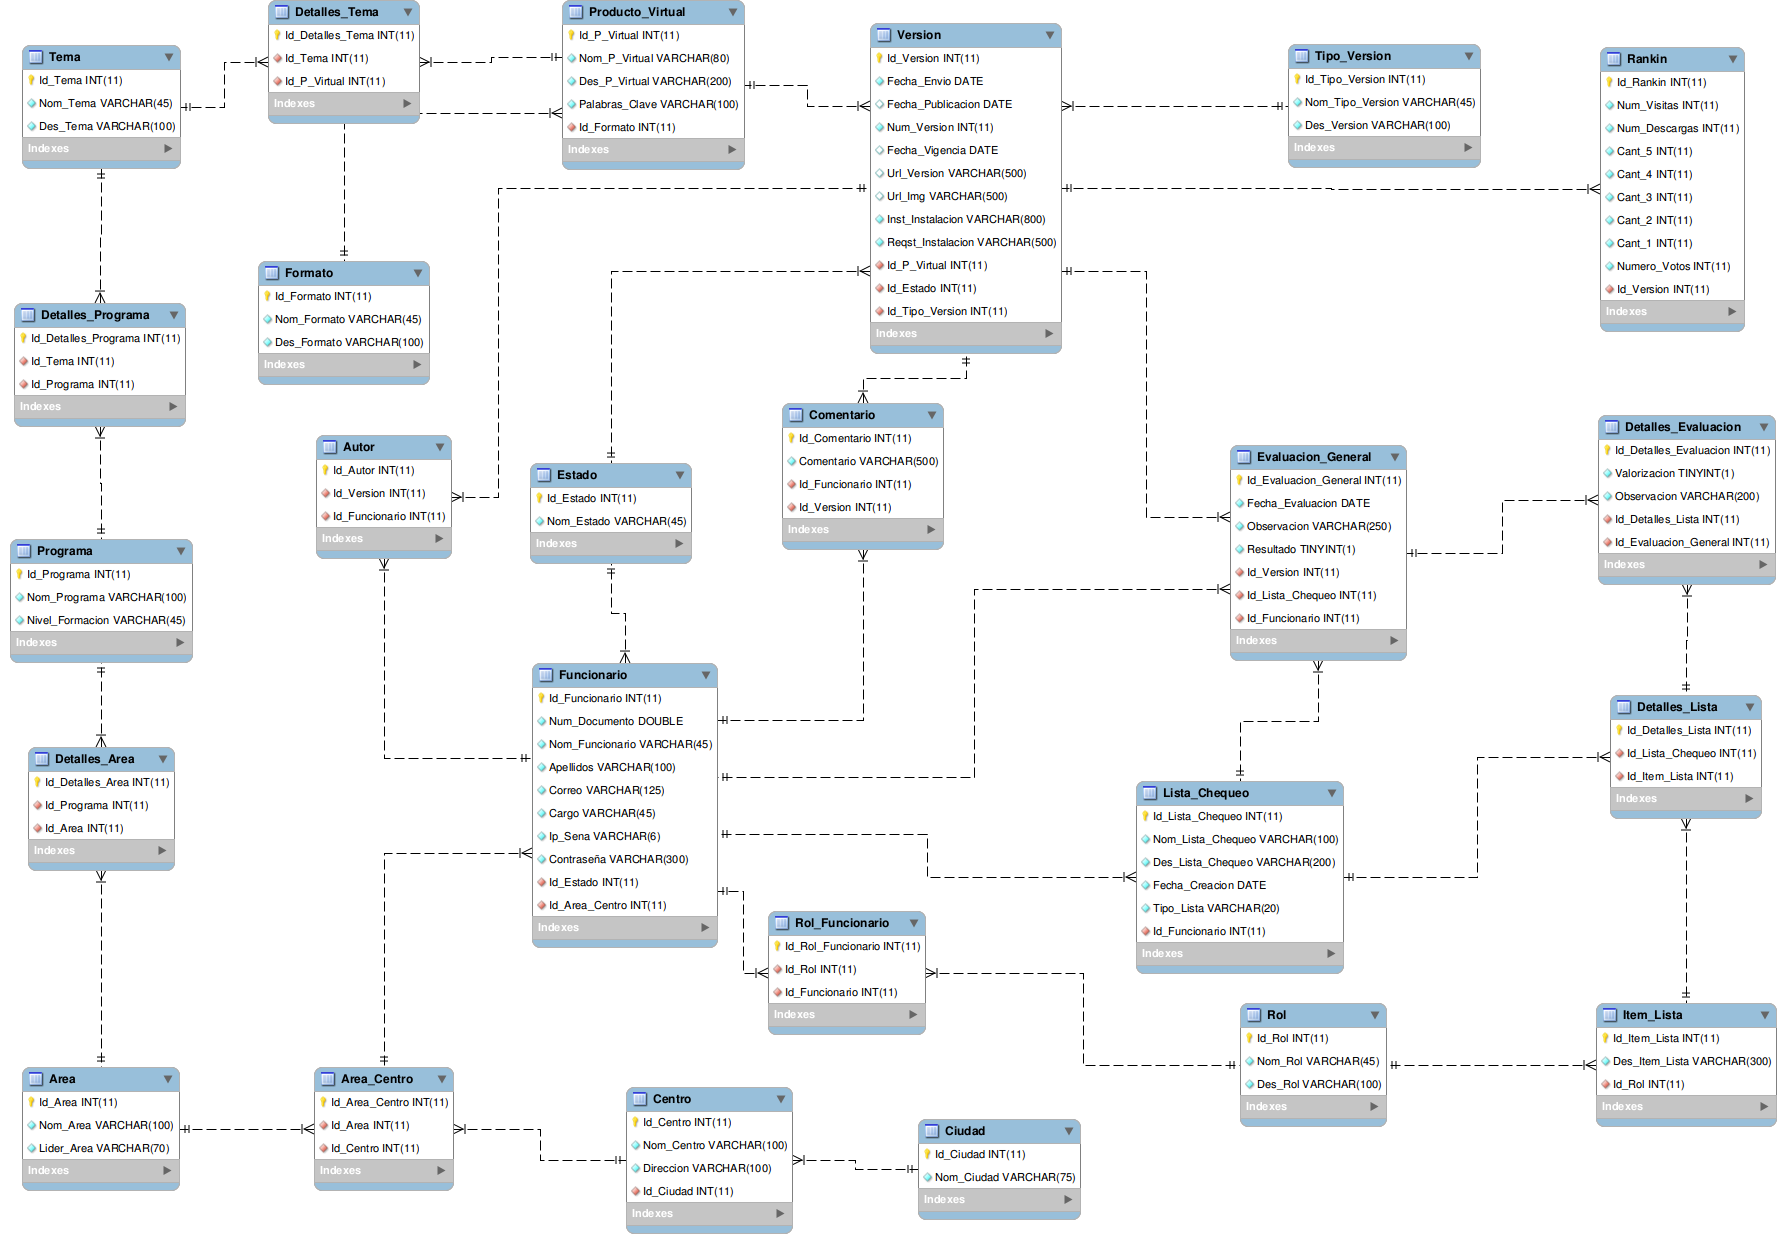 Tema
Id_Tema INT(11)
Nom_Tema VARCHAR(45)
Des_Tema VARCHAR(100)
Indexes
Detalles_Tema
Id_Detalles_Tema INT(11)
Id_Tema INT(11)
Id_P_Virtual INT(11)
Indexes
Producto_Virtual
Id_P_Virtual INT(11)
Nom_P_Virtual VARCHAR(80)
Des_P_Virtual VARCHAR(200)
Palabras_Clave VARCHAR(100)
Id_Formato INT(11)
Indexes
Version
Id_Version INT(11)
Fecha_Envio DATE
Fecha_Publicacion DATE
Num_Version INT(11)
Fecha_Vigencia DATE
Url_Version VARCHAR(500)
Url_Img VARCHAR(500)
Inst_Instalacion VARCHAR(800)
Reqst_Instalacion VARCHAR(500)
Id_P_Virtual INT(11)
Id_Estado INT(11)
Id_Tipo_Version INT(11)
Indexes
Tipo_Version
Id_Tipo_Version INT(11)
Nom_Tipo_Version VARCHAR(45)
Des_Version VARCHAR(100)
Indexes
Rankin
Id_Rankin INT(11)
Num_Visitas INT(11)
Num_Descargas INT(11)
Cant_5 INT(11)
Cant_4 INT(11)
Cant_3 INT(11)
Cant_2 INT(11)
Cant_1 INT(11)
Numero_Votos INT(11)
Id_Version INT(11)
Indexes
Formato
Id_Formato INT(11)
Nom_Formato VARCHAR(45)
Des_Formato VARCHAR(100)
Indexes
Detalles_Programa
Id_Detalles_Programa INT(11)
Id_Tema INT(11)
Id_Programa INT(11)
Indexes
Autor
Id_Autor INT(11)
Id_Version INT(11)
Id_Funcionario INT(11)
Indexes
Estado
Id_Estado INT(11)
Nom_Estado VARCHAR(45)
Indexes
Comentario
Id_Comentario INT(11)
Comentario VARCHAR(500)
Id_Funcionario INT(11)
Id_Version INT(11)
Indexes
Evaluacion_General
Id_Evaluacion_General INT(11)
Fecha_Evaluacion DATE
Observacion VARCHAR(250)
Resultado TINYINT(1)
Id_Version INT(11)
Id_Lista_Chequeo INT(11)
Id_Funcionario INT(11)
Indexes
Detalles_Evaluacion
Id_Detalles_Evaluacion INT(11)
Valorizacion TINYINT(1)
Observacion VARCHAR(200)
Id_Detalles_Lista INT(11)
Id_Evaluacion_General INT(11)
Indexes
Programa
Id_Programa INT(11)
Nom_Programa VARCHAR(100)
Nivel_Formacion VARCHAR(45)
Indexes
Funcionario
Id_Funcionario INT(11)
Num_Documento DOUBLE
Nom_Funcionario VARCHAR(45)
Apellidos VARCHAR(100)
Correo VARCHAR(125)
Cargo VARCHAR(45)
Ip_Sena VARCHAR(6)
Contraseña VARCHAR(300)
Id_Estado INT(11)
Id_Area_Centro INT(11)
Indexes
Detalles_Lista
Id_Detalles_Lista INT(11)
Id_Lista_Chequeo INT(11)
Id_Item_Lista INT(11)
Indexes
Detalles_Area
Id_Detalles_Area INT(11)
Id_Programa INT(11)
Id_Area INT(11)
Indexes
Lista_Chequeo
Id_Lista_Chequeo INT(11)
Nom_Lista_Chequeo VARCHAR(100)
Des_Lista_Chequeo VARCHAR(200)
Fecha_Creacion DATE
Tipo_Lista VARCHAR(20)
Id_Funcionario INT(11)
Indexes
Rol_Funcionario
Id_Rol_Funcionario INT(11)
Id_Rol INT(11)
Id_Funcionario INT(11)
Indexes
Rol
Id_Rol INT(11)
Nom_Rol VARCHAR(45)
Des_Rol VARCHAR(100)
Indexes
Item_Lista
Id_Item_Lista INT(11)
Des_Item_Lista VARCHAR(300)
Id_Rol INT(11)
Indexes
Area
Id_Area INT(11)
Nom_Area VARCHAR(100)
Lider_Area VARCHAR(70)
Indexes
Area_Centro
Id_Area_Centro INT(11)
Id_Area INT(11)
Id_Centro INT(11)
Indexes
Centro
Id_Centro INT(11)
Nom_Centro VARCHAR(100)
Direccion VARCHAR(100)
Id_Ciudad INT(11)
Indexes
Ciudad
Id_Ciudad INT(11)
Nom_Ciudad VARCHAR(75)
Indexes